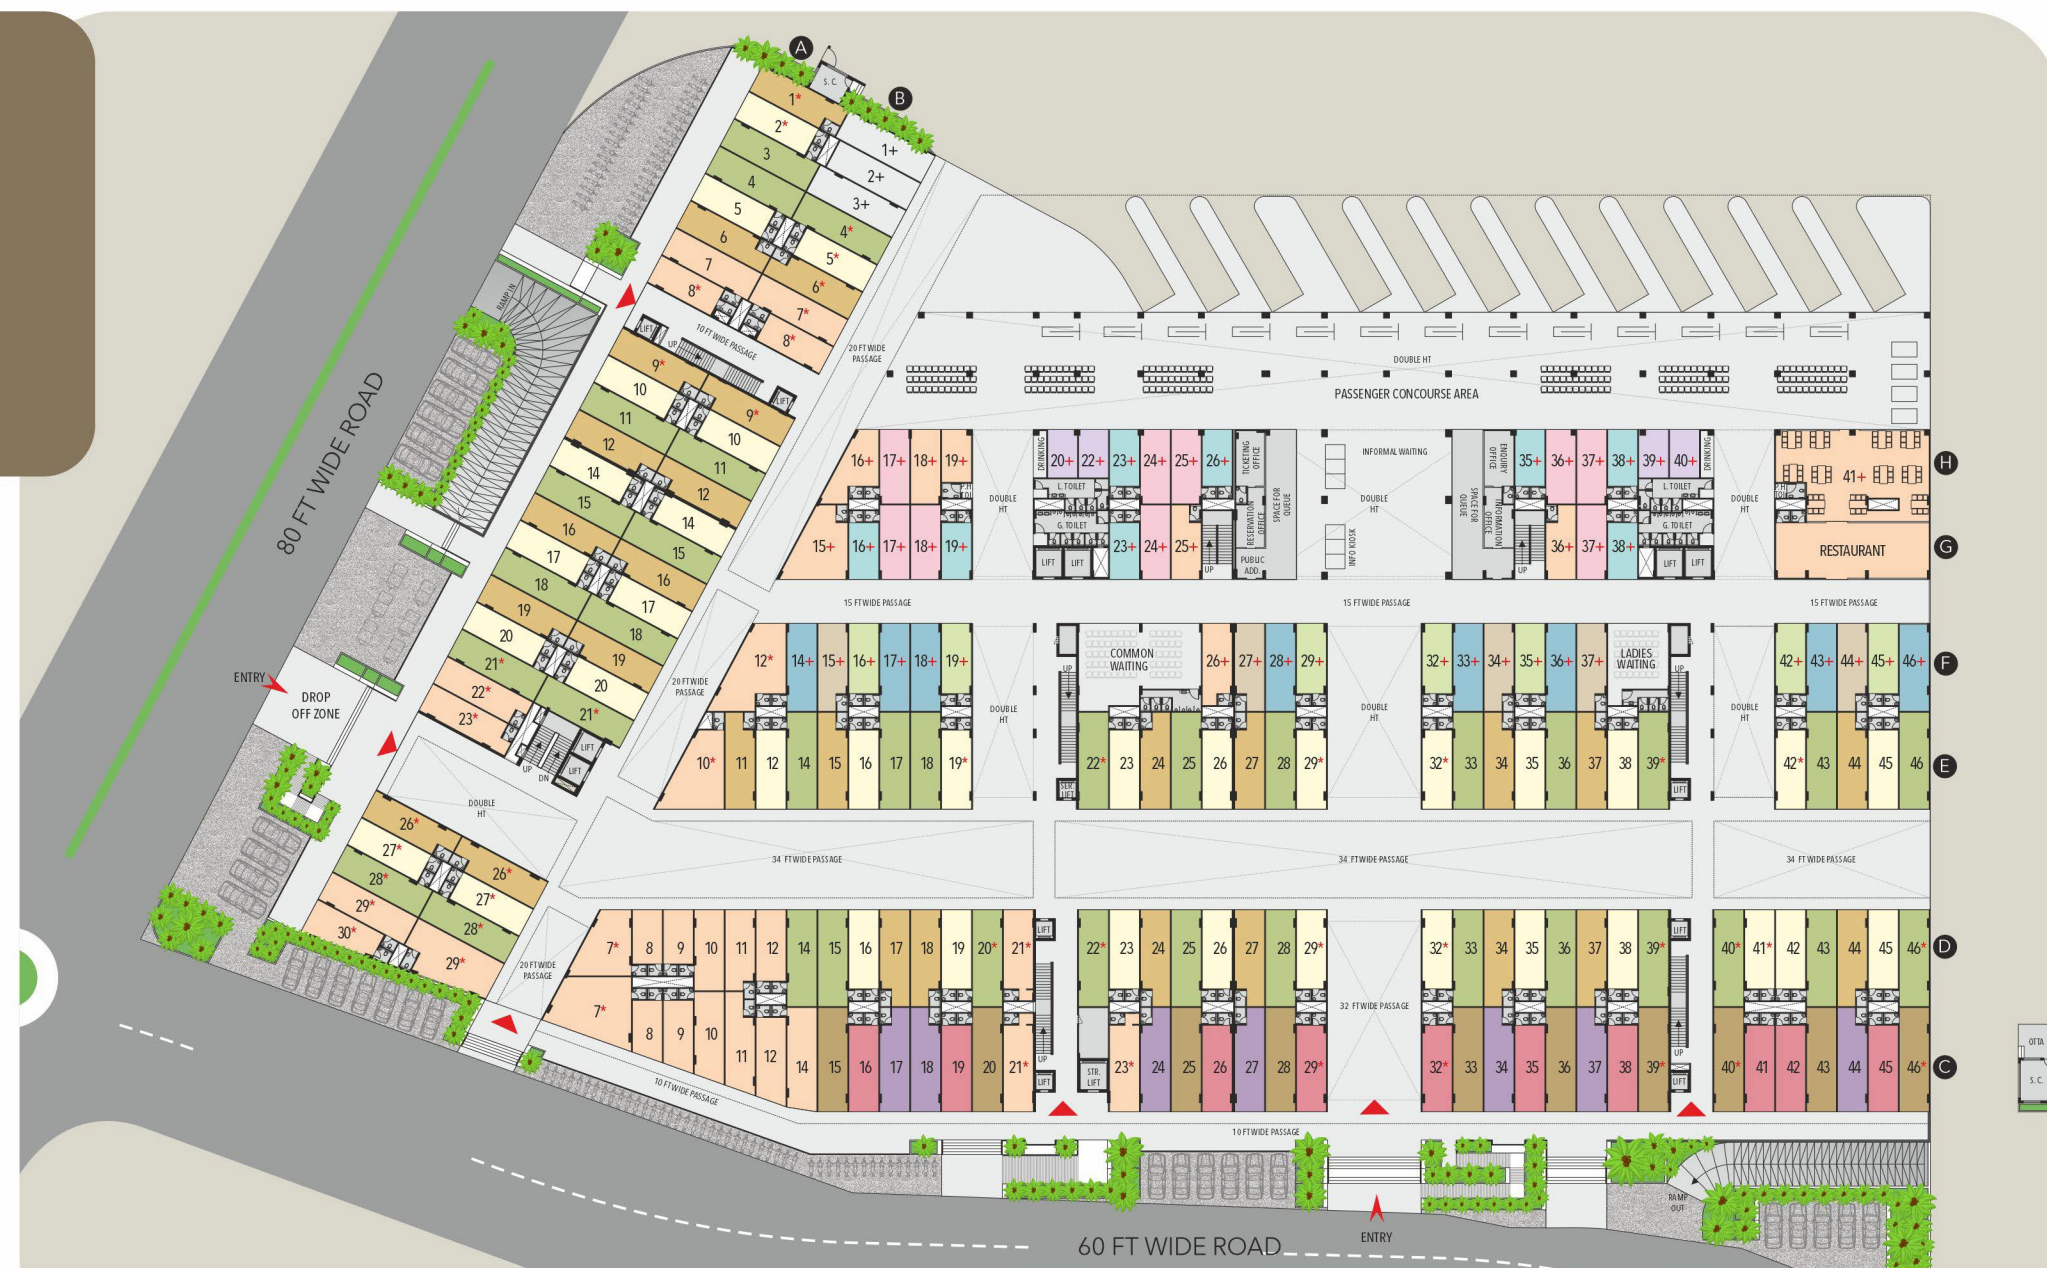 A
S. C.
B
1*
2*
3
4
5
6
7
8*
1+
2+
3+
4*
5*
6*
7*
8*
RAMP IN
LIFT
UP
10 FT WIDE PASSAGE
LIFT
20 FT WIDE
PASSAGE
80 FT WIDE ROAD
9*
10
11
12
14
15
16
17
18
19
20
21*
22*
23*
9*
10
11
12
14
15
16
17
18
19
20
21*
UP
DN
LIFT
LIFT
ENTRY
DROP
OFF ZONE
DOUBLE
HT
26*
27*
28*
29*
30*
26*
27*
28*
29*
20 FT WIDE
PASSAGE
20 FT WIDE
PASSAGE
DOUBLE HT
PASSENGER CONCOURSE AREA
16+ 17+ 18+ 19+
DOUBLE
HT
DRINKING
20+ 22+ 23+ 24+ 25+ 26+
L. TOILET
G. TOILET
TICKETING
OFFICE
RESERVATION
OFFICE
SPACE FOR
QUEUE
PUBLIC
ADD.
INFORMAL WAITING
DOUBLE
HT
INFO KIOSK
SPACE FOR
QUEUE
ENQUIRY
OFFICE
INFORMATION
OFFICE
35+ 36+ 37+ 38+ 39+ 40+
DRINKING
L. TOILET
G. TOILET
DOUBLE
HT
41+
H
15+ 16+ 17+ 18+ 19+
LIFT LIFT
23+ 24+ 25+
UP
UP
36+ 37+ 38+
LIFT LIFT
RESTAURANT
G
15 FT WIDE PASSAGE
15 FT WIDE PASSAGE
15 FT WIDE PASSAGE
12* 14+ 15+ 16+ 17+ 18+ 19+
DOUBLE
HT
UP
COMMON
WAITING
26+ 27+ 28+ 29+
DOUBLE
HT
32+ 33+ 34+ 35+ 36+ 37+
LADIES
WAITING
UP
DOUBLE
HT
42+ 43+ 44+ 45+ 46+
F
10* 11 12 14 15 16 17 18 19*
SER.
LIFT
22* 23 24 25 26 27 28 29*
32* 33 34 35 36 37 38 39*
LIFT
42* 43 44 45 46
E
34 FT WIDE PASSAGE
34 FT WIDE PASSAGE
34 FT WIDE PASSAGE
7* 8 9 10 11 12 14 15 16 17 18 19 20* 21*
LIFT
22* 23 24 25 26 27 28 29*
32* 33 34 35 36 37 38 39*
LIFT
40* 41* 42 43 44 45 46*
D
32 FT WIDE PASSAGE
7* 8 9 10 11 12 14 15 16 17 18 19 20 21*
UP
LIFT
STR.
LIFT
23* 24 25 26 27 28 29*
32* 33 34 35 36 37 38 39*
UP
LIFT
40* 41 42 43 44 45 46*
C
10 FT WIDE PASSAGE
10 FT WIDE PASSAGE
RAMP
OUT
ENTRY
60 FT WIDE ROAD
OTTA
S. C.